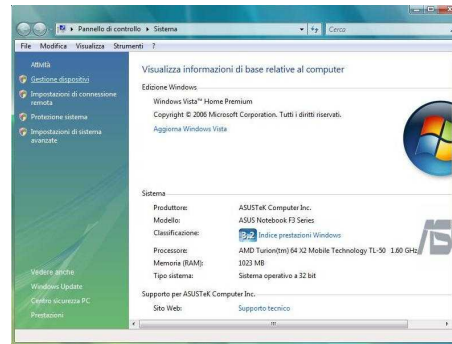 Pannello di controllo ▸ Sistema
Cerca
File Modifica Visualizza Strumenti ?
Attività
Gestione dispositivi
Impostazioni di connessione
remota
Protezione sistema
Impostazioni di sistema
avanzate
Vedere anche
Windows Update
Centro sicurezza PC
Prestazioni
Visualizza informazioni di base relative al computer
Edizione Windows
Windows Vista™ Home Premium
Copyright © 2006 Microsoft Corporation. Tutti i diritti riservati.
Aggiorna Windows Vista
Sistema
Produttore: ASUSTeK Computer Inc.
Modello: ASUS Notebook F3 Series
Classificazione: 3,2 Indice prestazioni Windows
Processore: AMD Turion(tm) 64 X2 Mobile Technology TL-50 1.60 GHz
Memoria (RAM): 1023 MB
Tipo sistema: Sistema operativo a 32 bit
Supporto per ASUSTeK Computer Inc.
Sito Web: Supporto tecnico